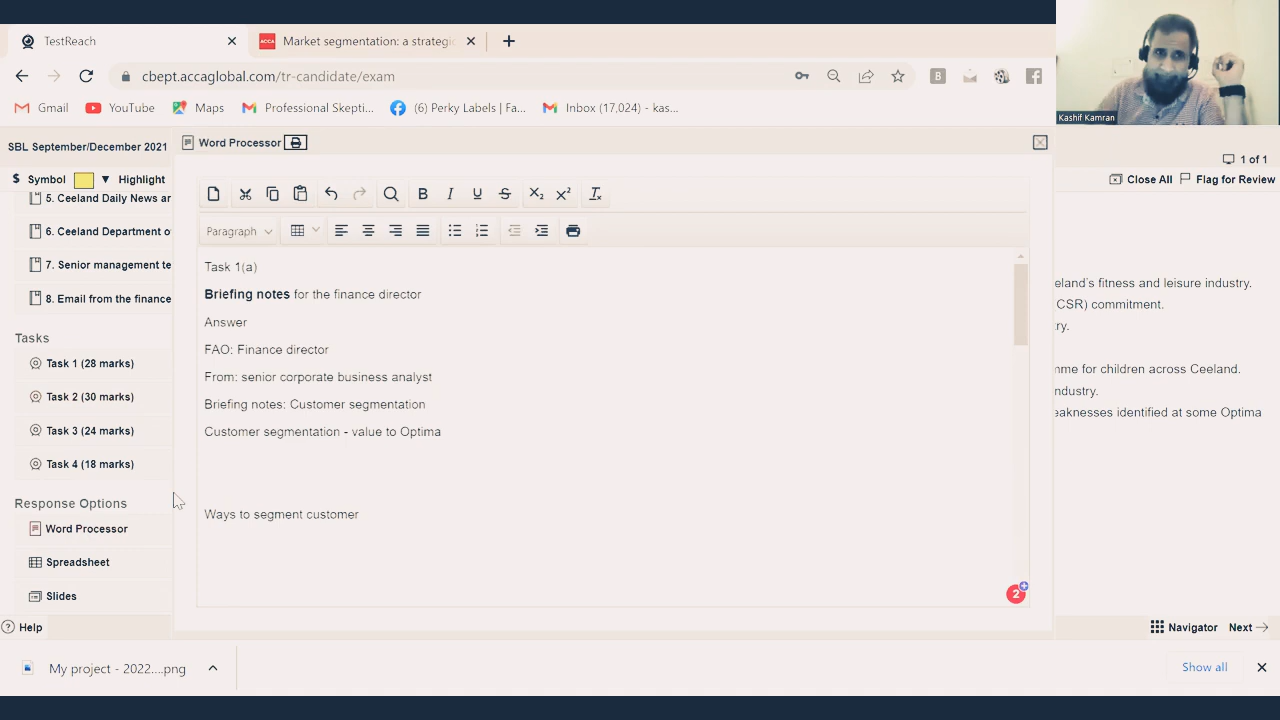 TestReach
ACCA
Market segmentation: a strategic
cbept.accaglobal.com/tr-candidate/exam
B
Gmail
YouTube
Maps
Professional Skepti...
(6) Perky Labels | Fa...
Inbox (17,024) - kas...
Kashif Kamran
SBL September/December 2021
Word Processor
1 of 1
$ Symbol
Highlight
Close All
Flag for Review
5. Ceeland Daily News ar
6. Ceeland Department o
7. Senior management te
8. Email from the finance
Tasks
Task 1 (28 marks)
Task 2 (30 marks)
Task 3 (24 marks)
Task 4 (18 marks)
Response Options
Word Processor
Spreadsheet
Slides
Help
B I U S X₂ X² Tx
Paragraph
Task 1(a)
Briefing notes for the finance director
Answer
FAO: Finance director
From: senior corporate business analyst
Briefing notes: Customer segmentation
Customer segmentation - value to Optima
Ways to segment customer
2
eland's fitness and leisure industry.
CSR) commitment.
ry.
nme for children across Ceeland.
ndustry.
eaknesses identified at some Optima
Navigator
Next
My project - 2022....png
Show all